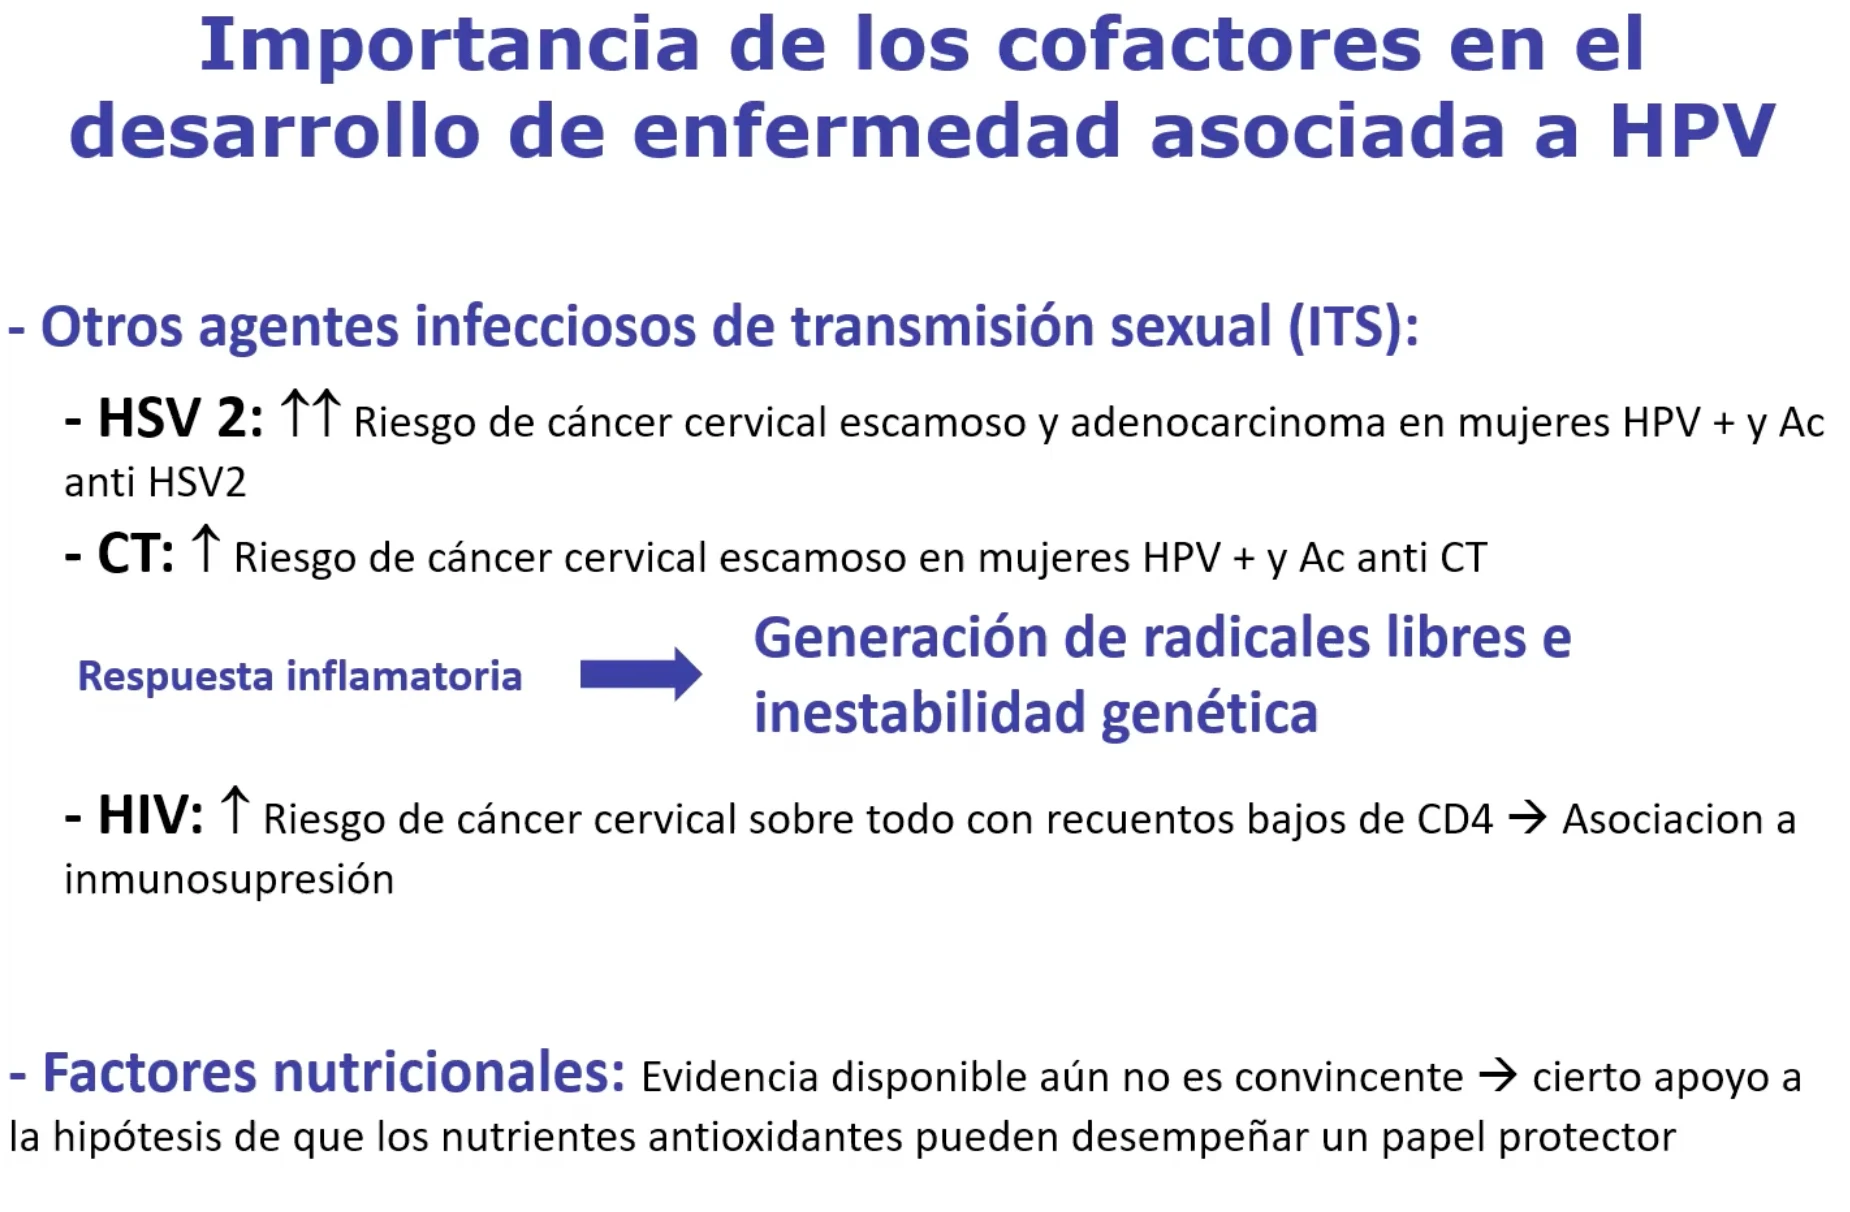 Importancia de los cofactores en el
desarrollo de enfermedad asociada a HPV
- Otros agentes infecciosos de transmisión sexual (ITS):
- HSV 2: ↑↑ Riesgo de cáncer cervical escamoso y adenocarcinoma en mujeres HPV + y Ac
anti HSV2
- CT: ↑ Riesgo de cáncer cervical escamoso en mujeres HPV + y Ac anti CT
Respuesta inflamatoria
Generación de radicales libres e
inestabilidad genética
- HIV: ↑ Riesgo de cáncer cervical sobre todo con recuentos bajos de CD4 → Asociacion a
inmunosupresión
- Factores nutricionales: Evidencia disponible aún no es convincente → cierto apoyo a
la hipótesis de que los nutrientes antioxidantes pueden desempeñar un papel protector